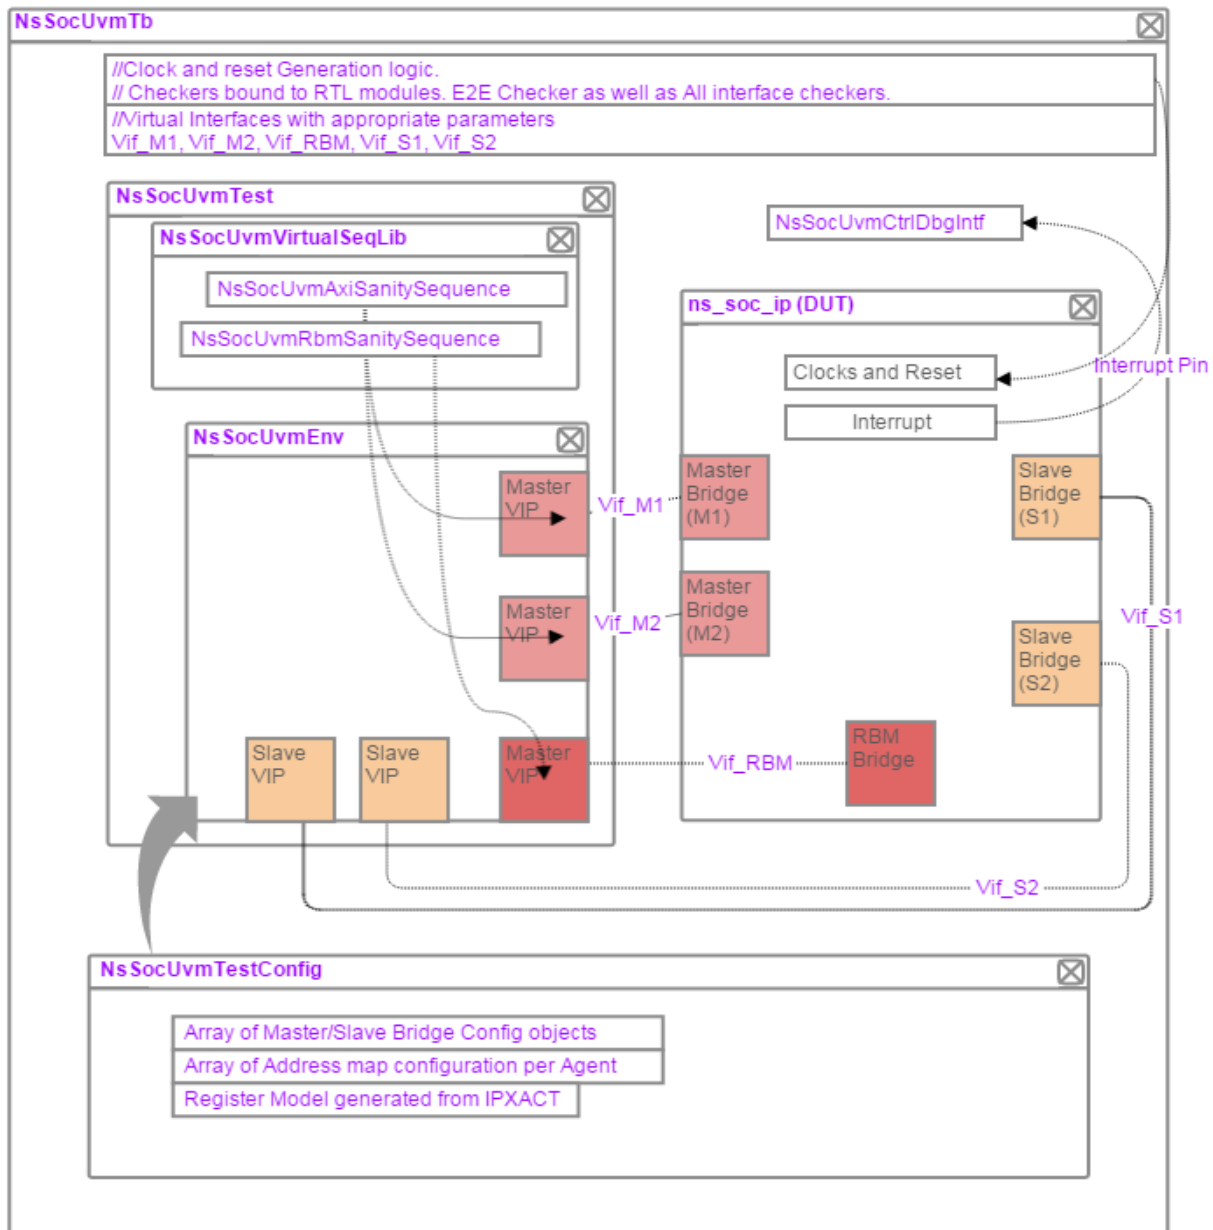 NsSocUvmTb
//Clock and reset Generation logic.
// Checkers bound to RTL modules. E2E Checker as well as All interface checkers.
//Virtual Interfaces with appropriate parameters
Vif_M1, Vif_M2, Vif_RBM, Vif_S1, Vif_S2
NsSocUvmTest
NsSocUvmVirtualSeqLib
NsSocUvmAxiSanitySequence
NsSocUvmRbmSanitySequence
NsSocUvmCtrlDbgIntf
ns_soc_ip (DUT)
Clocks and Reset
Interrupt Pin
Interrupt
NsSocUvmEnv
Master
VIP
Vif_M1
Master
Bridge
(M1)
Slave
Bridge
(S1)
Master
VIP
Vif_M2
Master
Bridge
(M2)
Vif_S1
Slave
Bridge
(S2)
Slave
VIP
Slave
VIP
Master
VIP
Vif_RBM
RBM
Bridge
Vif_S2
NsSocUvmTestConfig
Array of Master/Slave Bridge Config objects
Array of Address map configuration per Agent
Register Model generated from IPXACT